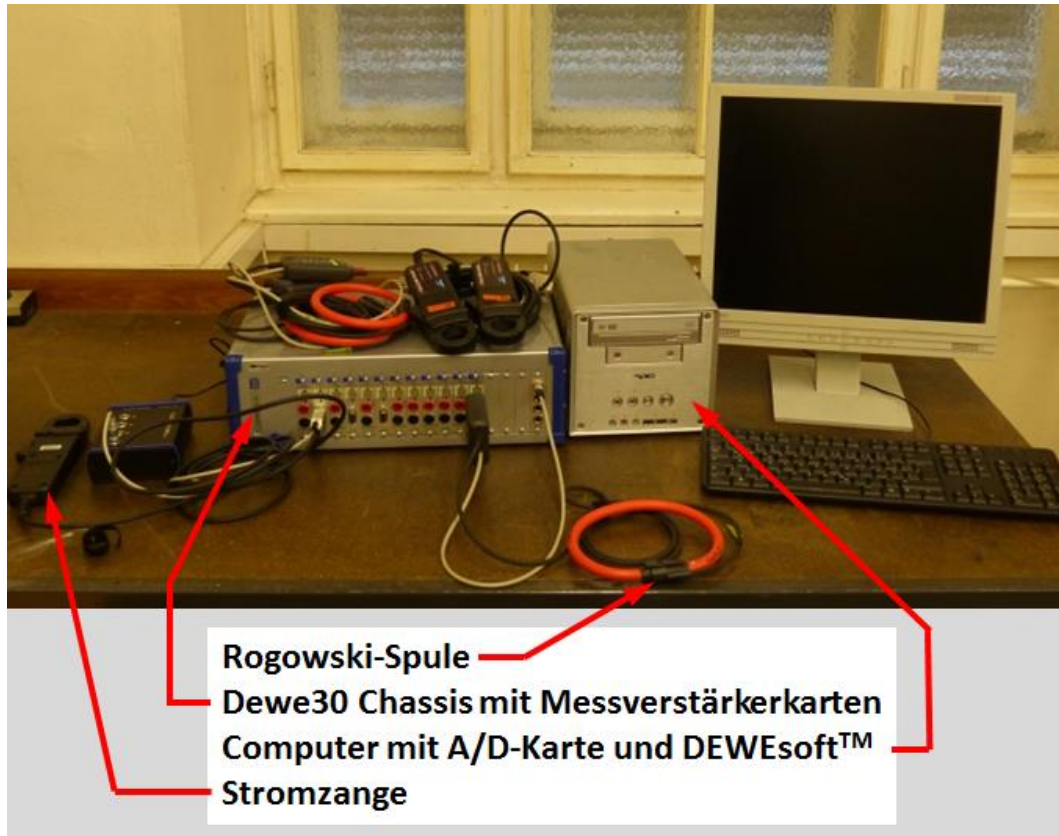 Rogowski-Spule
Dewe30 Chassis mit Messverstärkerkarten
Computer mit A/D-Karte und DEWEsoft™
Stromzange